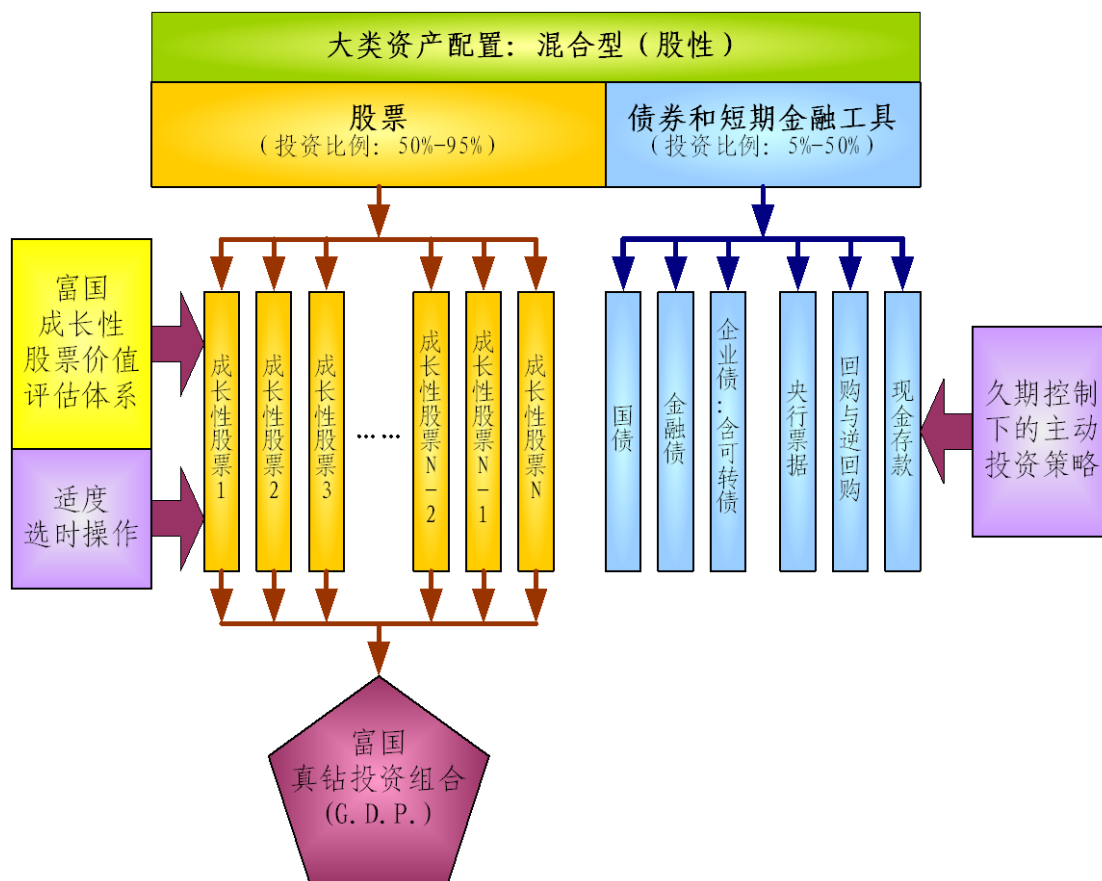 大类资产配置：混合型（股性）
股票
（投资比例：50%-95%）
债券和短期金融工具
（投资比例：5%-50%）
富国
成长性
股票价值
评估体系
适度
选时操作
成长性股票1
成长性股票2
成长性股票3
……
成长性股票N-2
成长性股票N-1
成长性股票N
国债
金融债
企业债：含可转债
央行票据
回购与逆回购
现金存款
久期控制
下的主动
投资策略
富国
真钻投资组合
(G.D.P.)